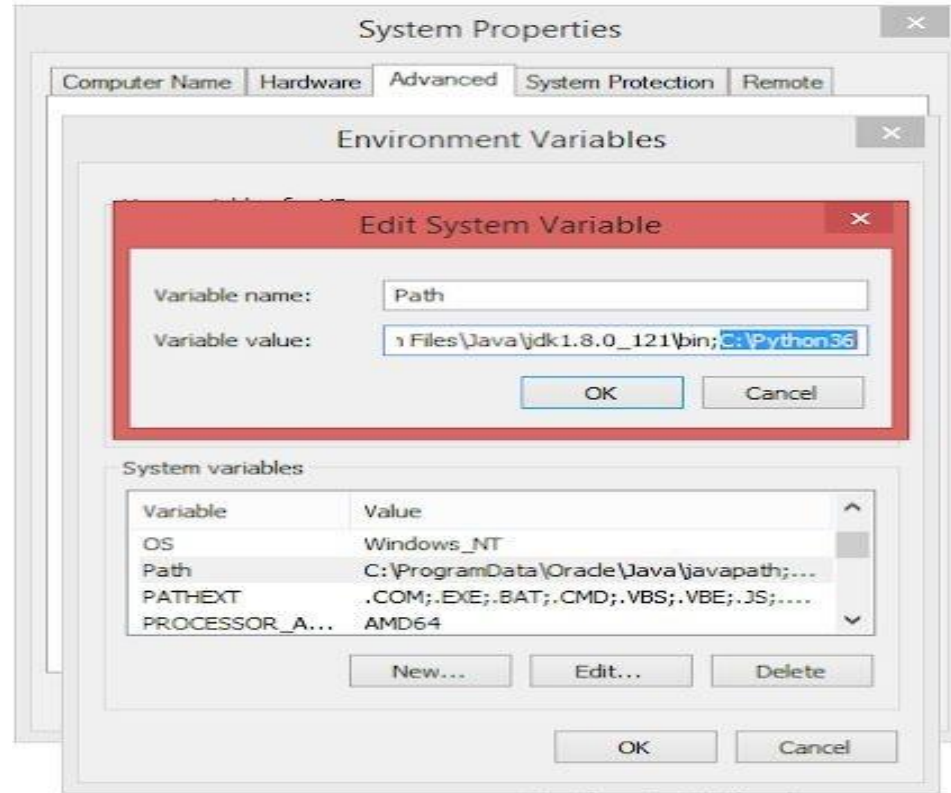 System Properties
Computer Name Hardware Advanced System Protection Remote
Environment Variables
Edit System Variable
Variable name: Path
Variable value: n Files\Java\jdk1.8.0_121\bin;C:\Python36
OK Cancel
System variables
Variable Value
OS Windows_NT
Path C:\ProgramData\Oracle\Java\javapath;...
PATHEXT .COM;.EXE;.BAT;.CMD;.VBS;.VBE;.JS;....
PROCESSOR_A... AMD64
New... Edit... Delete
OK Cancel